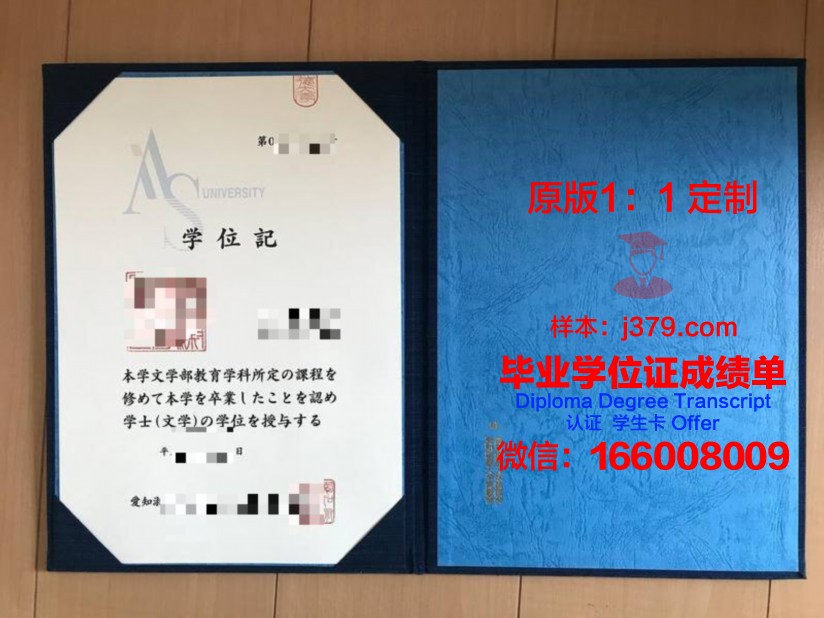 第
AS
UNIVERSITY
学位記
本学文学部教育学科所定の課程を
修めて本学を卒業したことを認め
学士(文学)の学位を授与する
平
日
愛知
原版1：1 定制
样本：j379.com
毕业学位证成绩单
Diploma Degree Transcript
认证 学生卡 Offer
微信：166008009